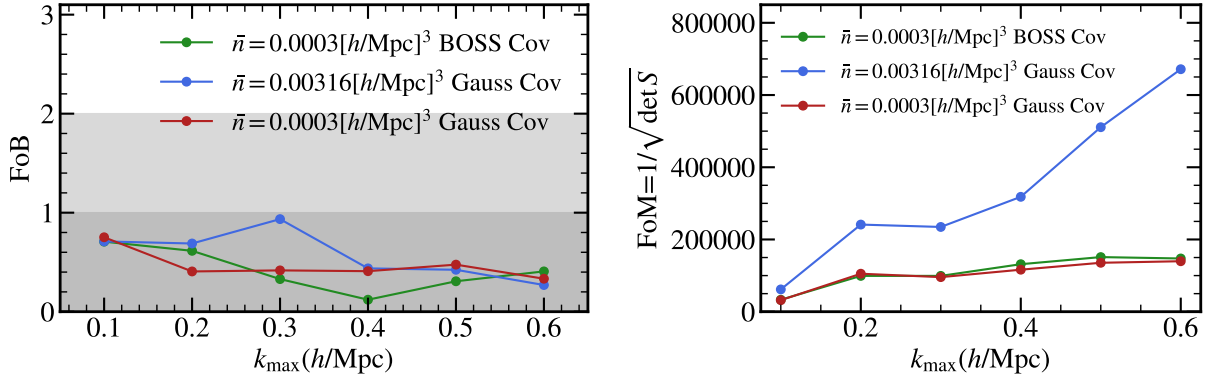 3
2
1
0
FoB
n̄=0.0003[h/Mpc]³ BOSS Cov
n̄=0.00316[h/Mpc]³ Gauss Cov
n̄=0.0003[h/Mpc]³ Gauss Cov
0.1 0.2 0.3 0.4 0.5 0.6
kmax(h/Mpc)
800000
600000
400000
200000
0
FoM=1/√det S
n̄=0.0003[h/Mpc]³ BOSS Cov
n̄=0.00316[h/Mpc]³ Gauss Cov
n̄=0.0003[h/Mpc]³ Gauss Cov
0.2 0.4 0.6
kmax(h/Mpc)